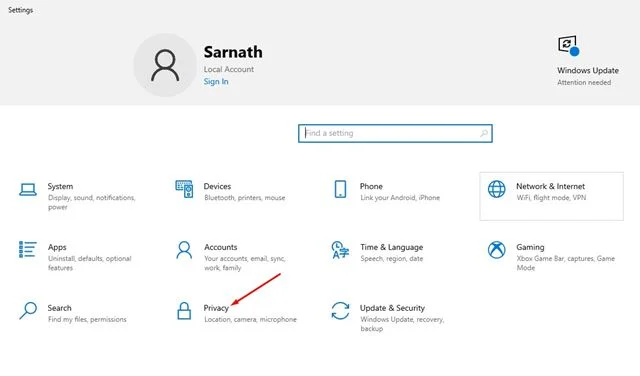 Settings
Sarnath
Local Account
Sign In
Windows Update
Attention needed
Find a setting
System
Display, sound, notifications,
power
Devices
Bluetooth, printers, mouse
Phone
Link your Android, iPhone
Network & Internet
WiFi, flight mode, VPN
Apps
Uninstall, defaults, optional
features
Accounts
Your accounts, email, sync,
work, family
Time & Language
Speech, region, date
Gaming
Xbox Game Bar, captures, Game
Mode
Search
Find my files, permissions
Privacy
Location, camera, microphone
Update & Security
Windows Update, recovery,
backup